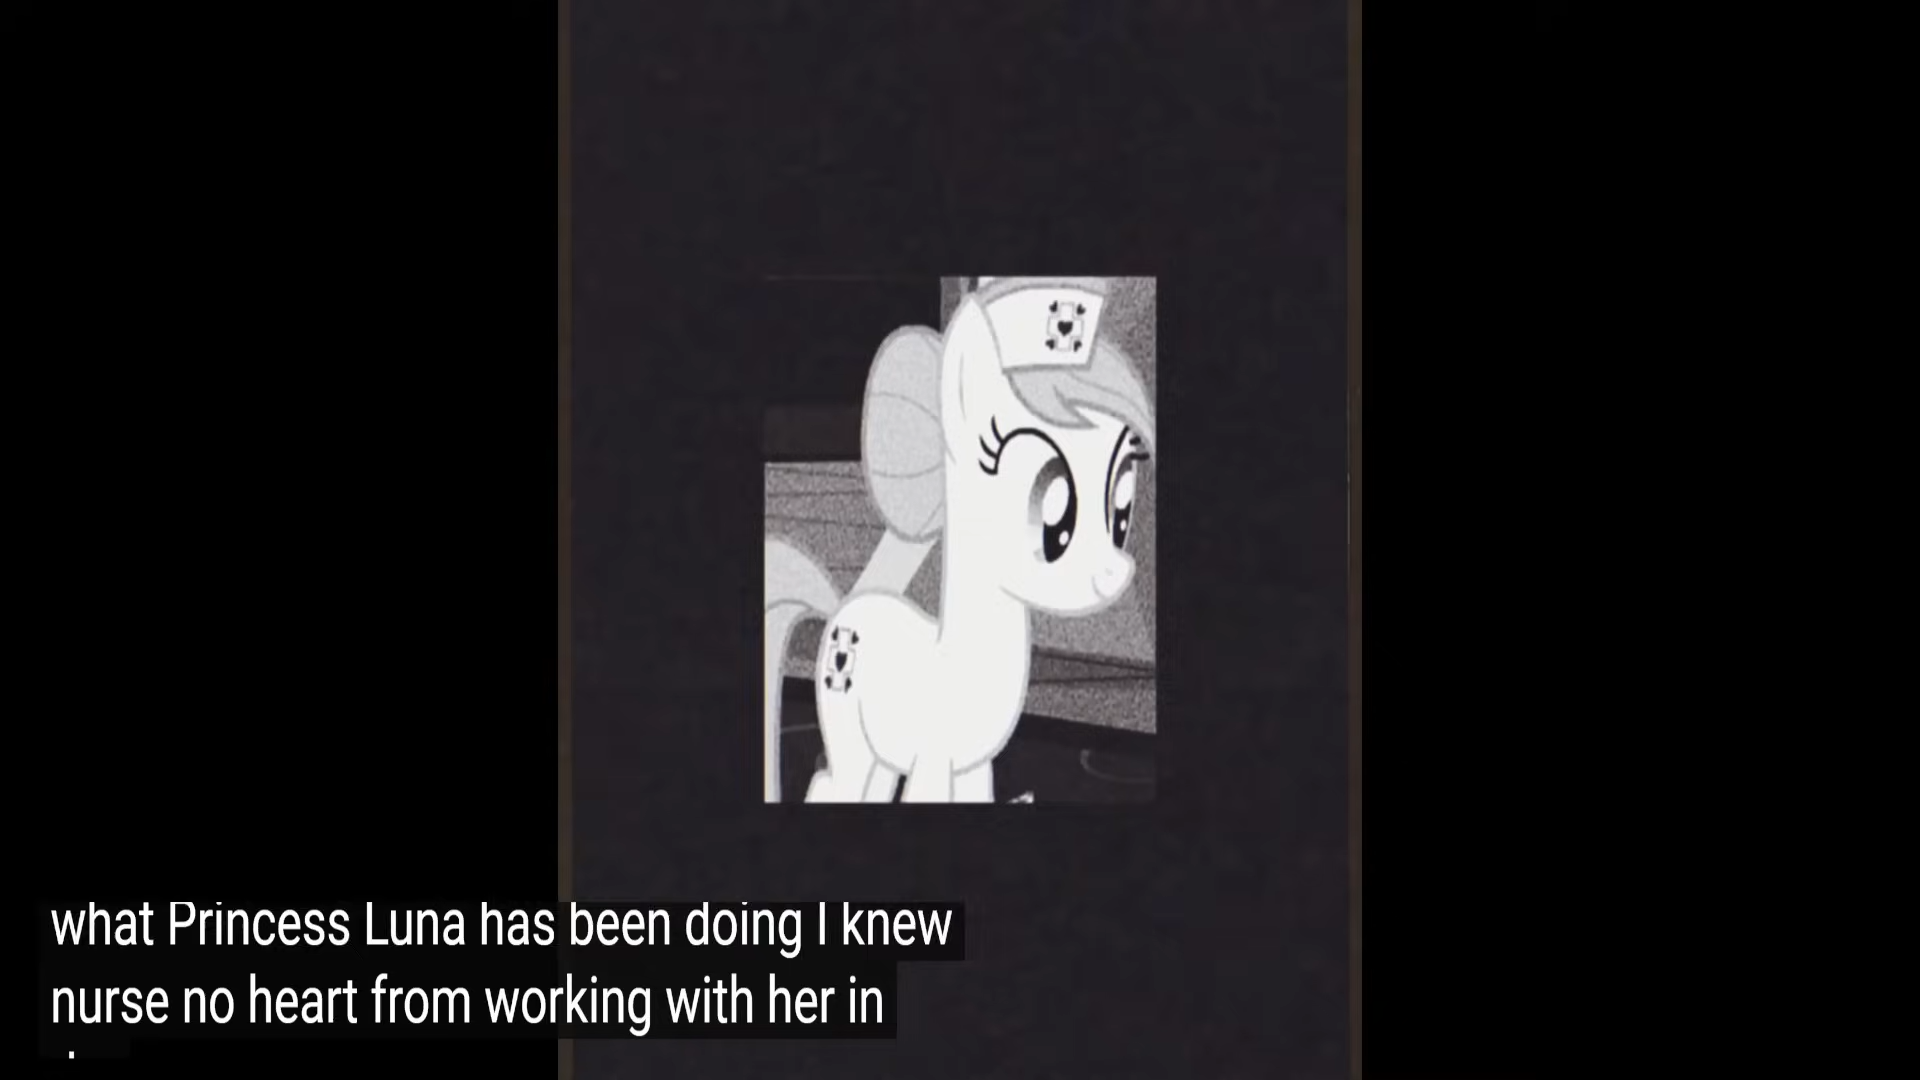 what Princess Luna has been doing I knew
nurse no heart from working with her in